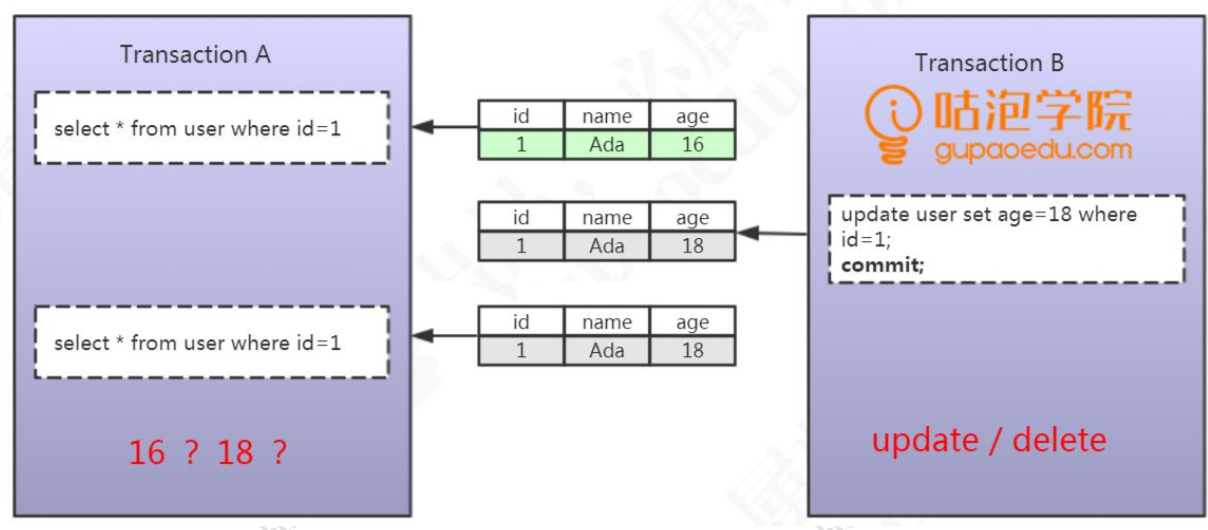 Transaction A
select * from user where id=1
id name age
1 Ada 16
Transaction B
咕泡学院
gupaoedu.com
id name age
1 Ada 18
update user set age=18 where
id=1;
commit;
select * from user where id=1
id name age
1 Ada 18
16 ? 18 ?
update / delete